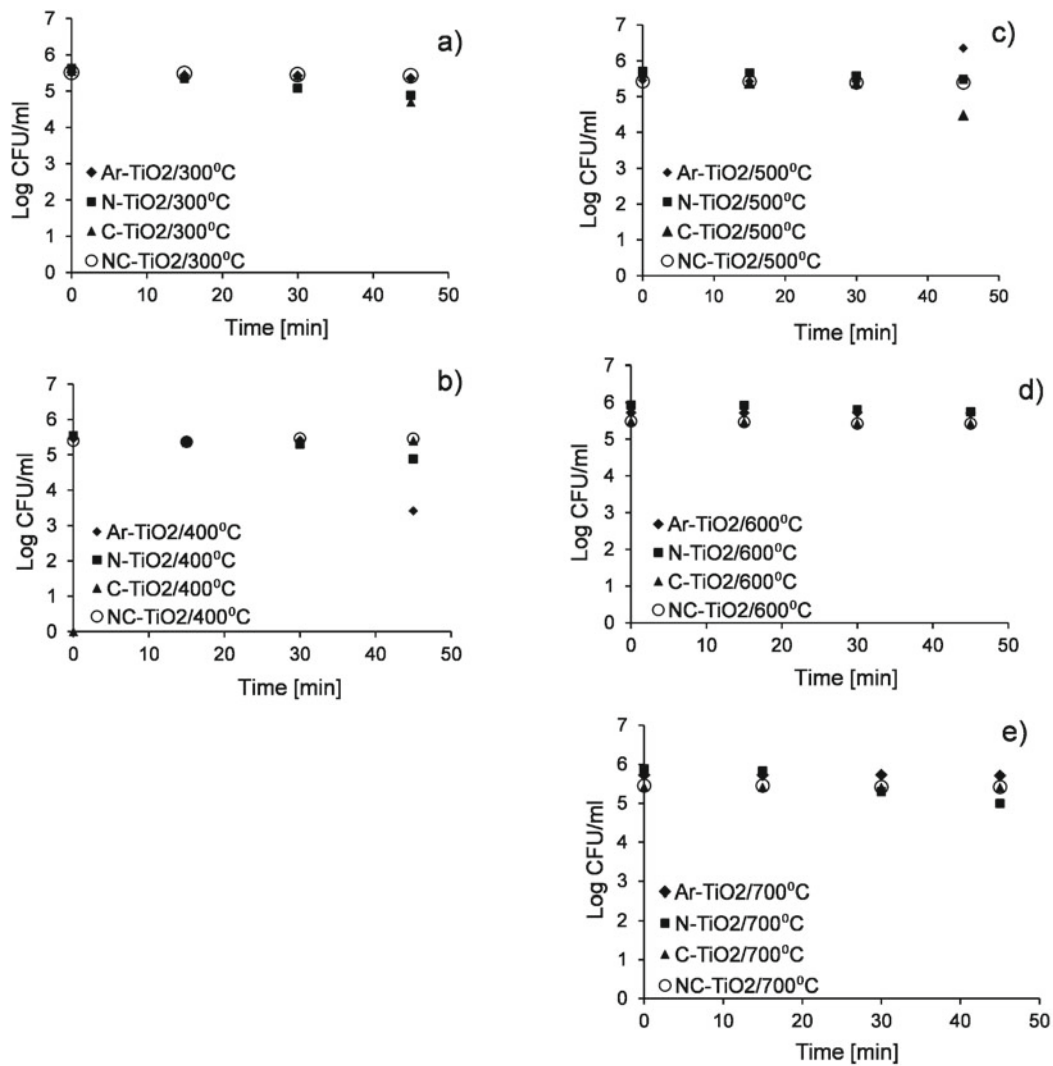 a)
Log CFU/ml
7
6
5
4
3
2
1
0
Ar-TiO2/300⁰C
N-TiO2/300⁰C
C-TiO2/300⁰C
NC-TiO2/300⁰C
0 10 20 30 40 50
Time [min]
b)
Log CFU/ml
7
6
5
4
3
2
1
0
Ar-TiO2/400⁰C
N-TiO2/400⁰C
C-TiO2/400⁰C
NC-TiO2/400⁰C
0 10 20 30 40 50
Time [min]
c)
Log CFU/ml
7
6
5
4
3
2
1
0
Ar-TiO2/500⁰C
N-TiO2/500⁰C
C-TiO2/500⁰C
NC-TiO2/500⁰C
0 10 20 30 40 50
Time [min]
d)
Log CFU/ml
7
6
5
4
3
2
1
0
Ar-TiO2/600⁰C
N-TiO2/600⁰C
C-TiO2/600⁰C
NC-TiO2/600⁰C
0 10 20 30 40 50
Time [min]
e)
Log CFU/ml
7
6
5
4
3
2
1
0
Ar-TiO2/700⁰C
N-TiO2/700⁰C
C-TiO2/700⁰C
NC-TiO2/700⁰C
0 10 20 30 40 50
Time [min]